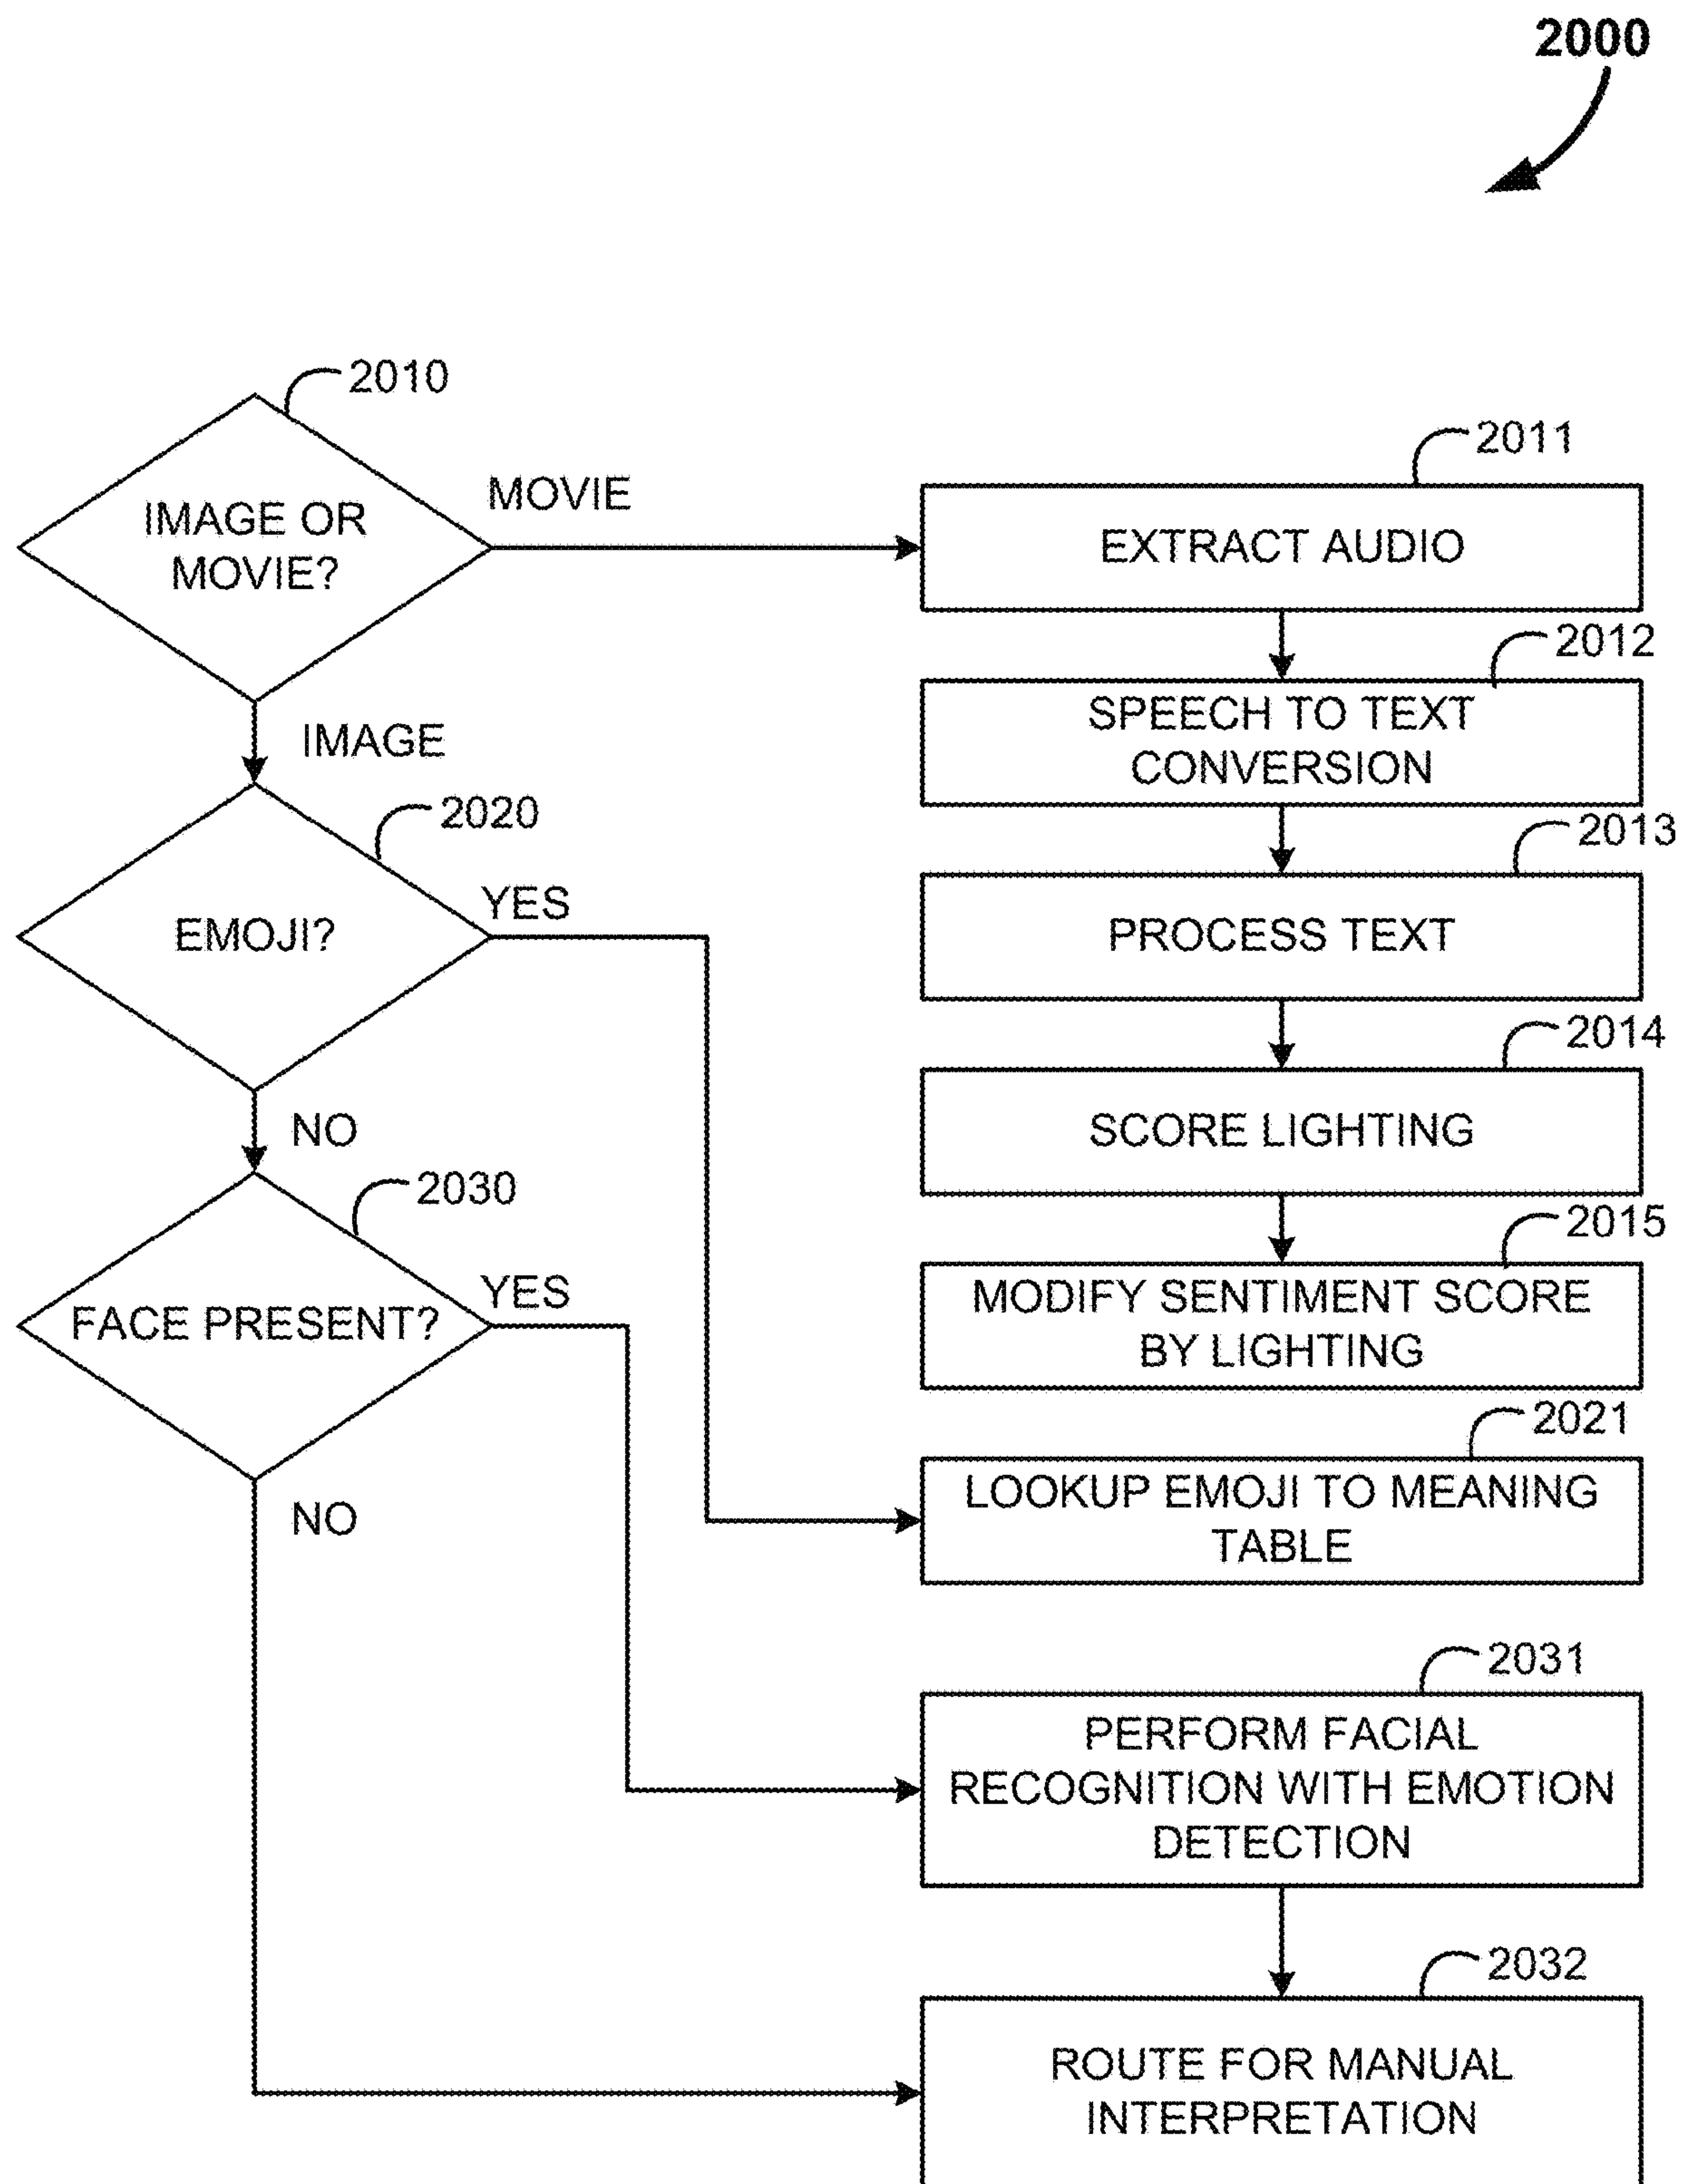 2000
2010
IMAGE OR
MOVIE?
MOVIE
2011
EXTRACT AUDIO
2012
SPEECH TO TEXT
CONVERSION
IMAGE
2020
EMOJI?
YES
2013
PROCESS TEXT
2014
SCORE LIGHTING
NO
2030
FACE PRESENT?
YES
2015
MODIFY SENTIMENT SCORE
BY LIGHTING
2021
LOOKUP EMOJI TO MEANING
TABLE
NO
2031
PERFORM FACIAL
RECOGNITION WITH EMOTION
DETECTION
2032
ROUTE FOR MANUAL
INTERPRETATION